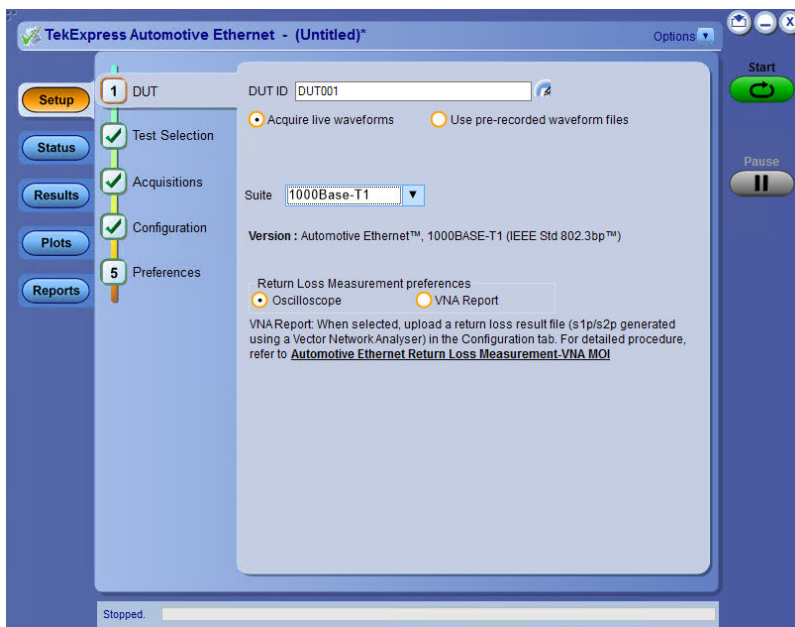 TekExpress Automotive Ethernet - (Untitled)*
Options
Start
Pause
Setup
Status
Results
Plots
Reports
1 DUT
Test Selection
Acquisitions
Configuration
5 Preferences
DUT ID DUT001
Acquire live waveforms Use pre-recorded waveform files
Suite 1000Base-T1
Version : Automotive Ethernet™, 1000BASE-T1 (IEEE Std 802.3bp™)
Return Loss Measurement preferences
Oscilloscope VNA Report
VNA Report: When selected, upload a return loss result file (s1p/s2p generated
using a Vector Network Analyser) in the Configuration tab. For detailed procedure,
refer to Automotive Ethernet Return Loss Measurement-VNA MOI
Stopped.